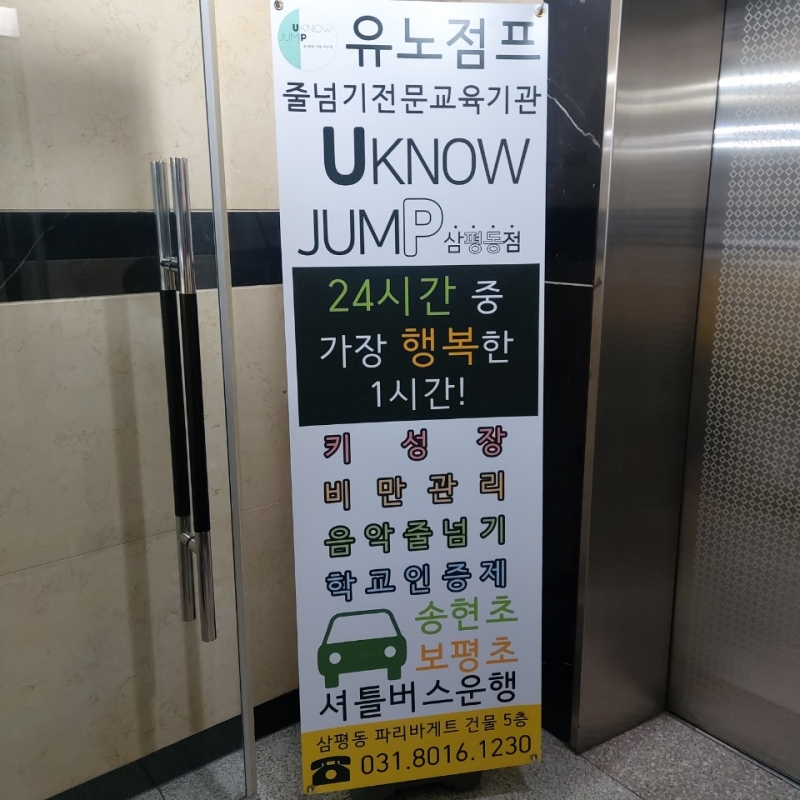 UKNOW
JUMP
유노점프
줄넘기전문교육기관
UKNOW
JUMP 삼평동점
24시간 중
가장 행복한
1시간!
키 성 장
비 만 관 리
음악줄넘기
학교인증제
송현초
보평초
셔틀버스운행
삼평동 파리바게트 건물 5층
031.8016.1230